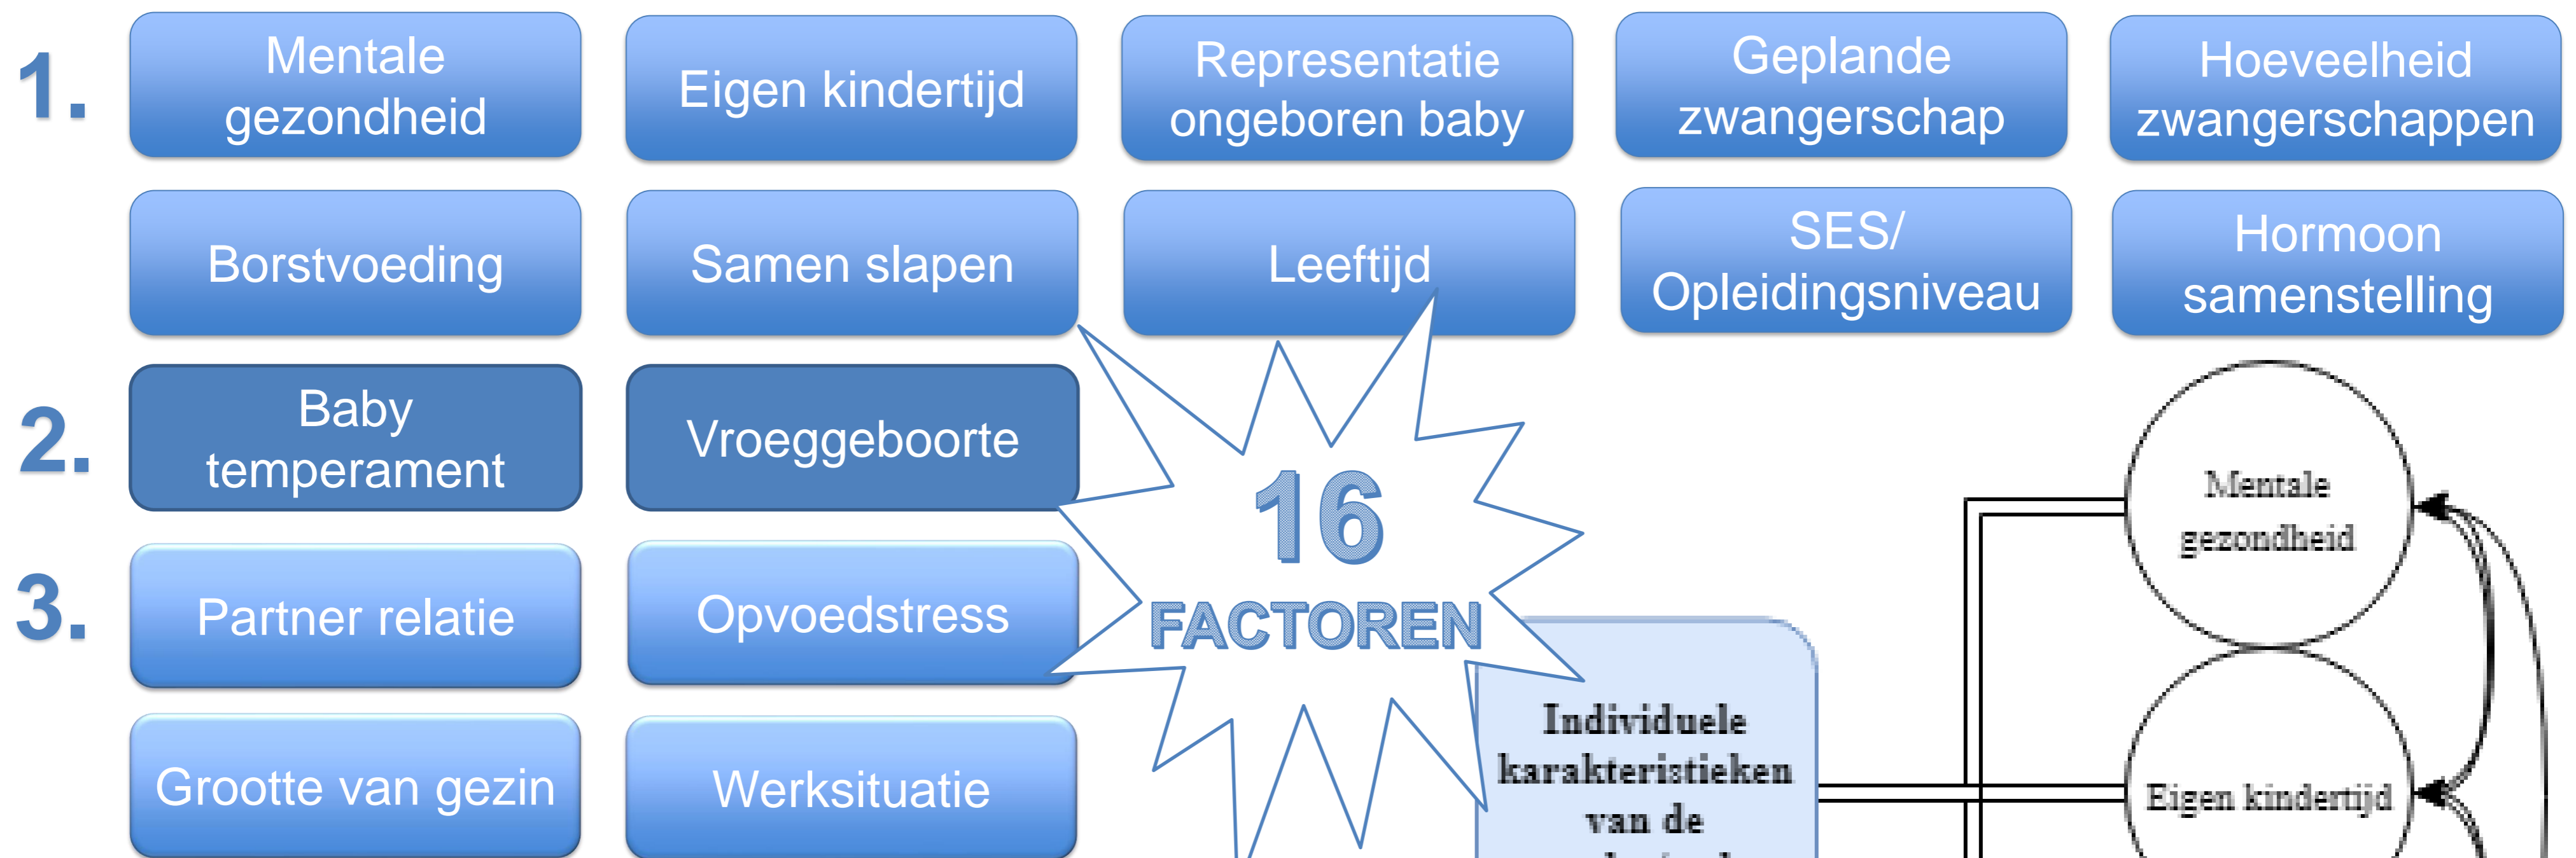 1.
Mentale
gezondheid
Eigen kindertijd
Representatie
ongeboren baby
Geplande
zwangerschap
Hoeveelheid
zwangerschappen
Borstvoeding
Samen slapen
Leeftijd
SES/
Opleidingsniveau
Hormoon
samenstelling
2.
Baby
temperament
Vroeggeboorte
3.
Partner relatie
Opvoedstress
Grootte van gezin
Werksituatie
16
FACTOREN
Individuele
karakteristieken
van de
Mentale
gezondheid
Eigen kindertijd